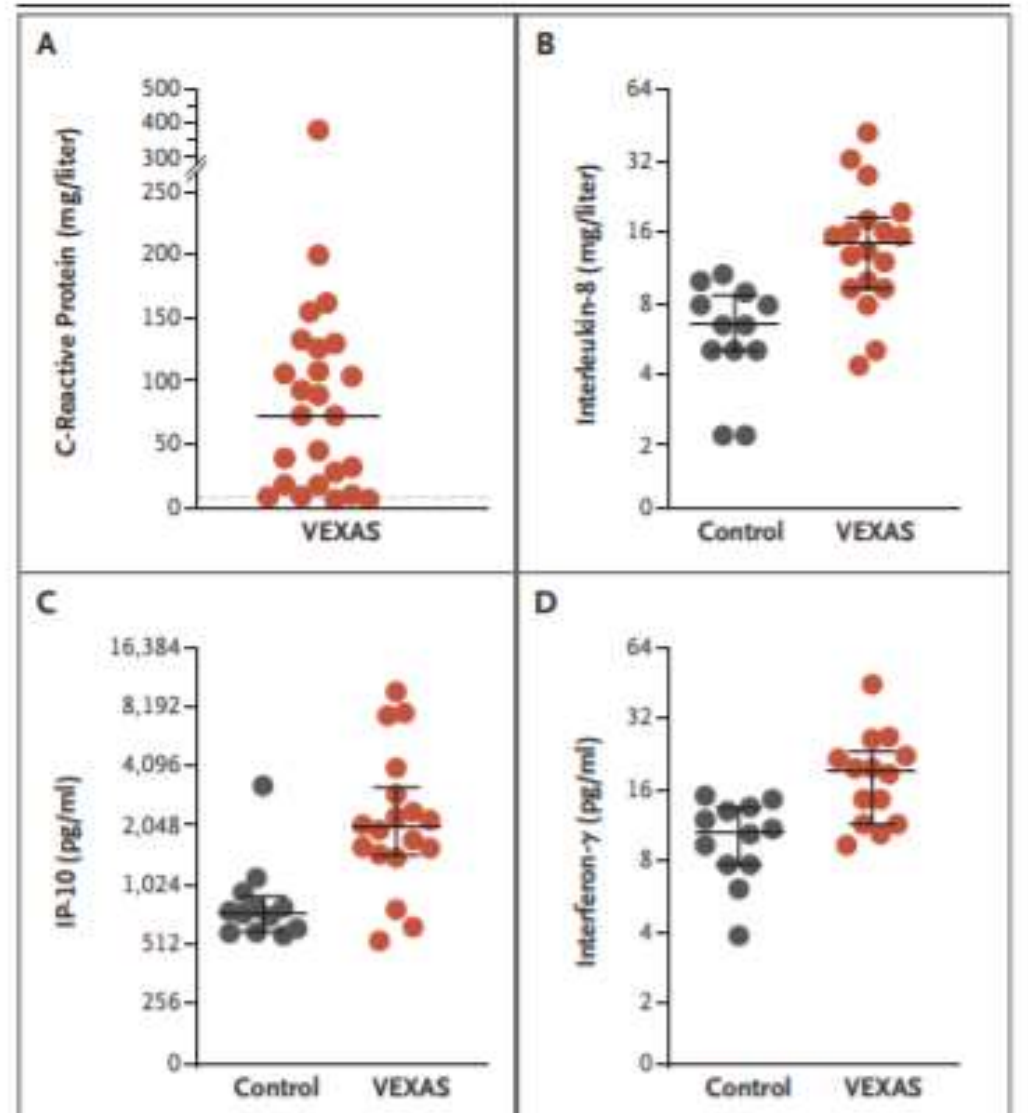 A
C-Reactive Protein (mg/liter)
500
400
300
250
200
150
100
50
0
VEXAS
B
Interleukin-8 (mg/liter)
64
32
16
8
4
2
0
Control VEXAS
C
IP-10 (pg/ml)
16,384
8,192
4,096
2,048
1,024
512
256
0
Control VEXAS
D
Interferon-γ (pg/ml)
64
32
16
8
4
2
0
Control VEXAS